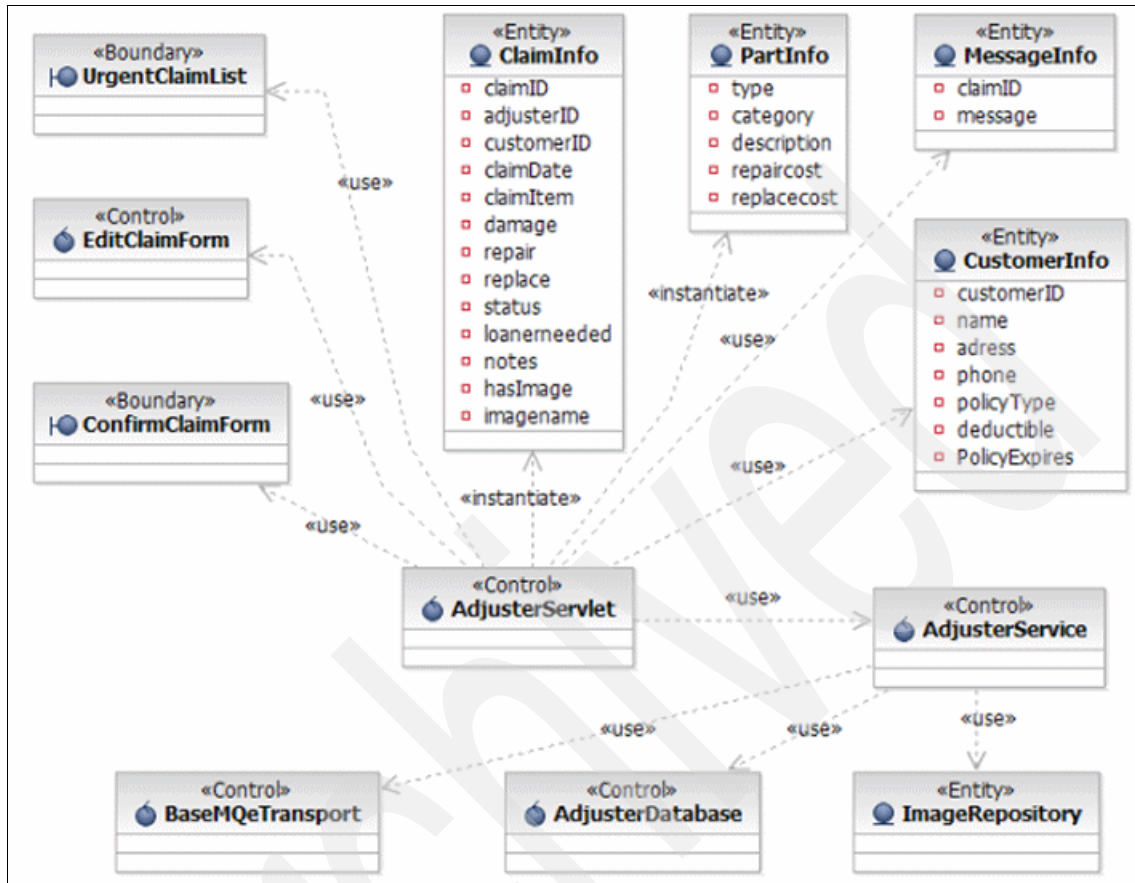 «Boundary»
UrgentClaimList
«Control»
EditClaimForm
«Boundary»
ConfirmClaimForm
«Entity»
ClaimInfo
claimID
adjusterID
customerID
claimDate
claimItem
damage
repair
replace
status
loanerneeded
notes
hasImage
imagename
«Entity»
PartInfo
type
category
description
repaircost
replacecost
«Entity»
MessageInfo
claimID
message
«Entity»
CustomerInfo
customerID
name
adress
phone
policyType
deductible
PolicyExpires
«use»
«use»
«use»
«instantiate»
«instantiate»
«use»
«use»
«Control»
AdjusterServlet
«use»
«Control»
AdjusterService
«use»
«use»
«use»
«Control»
BaseMQeTransport
«Control»
AdjusterDatabase
«Entity»
ImageRepository